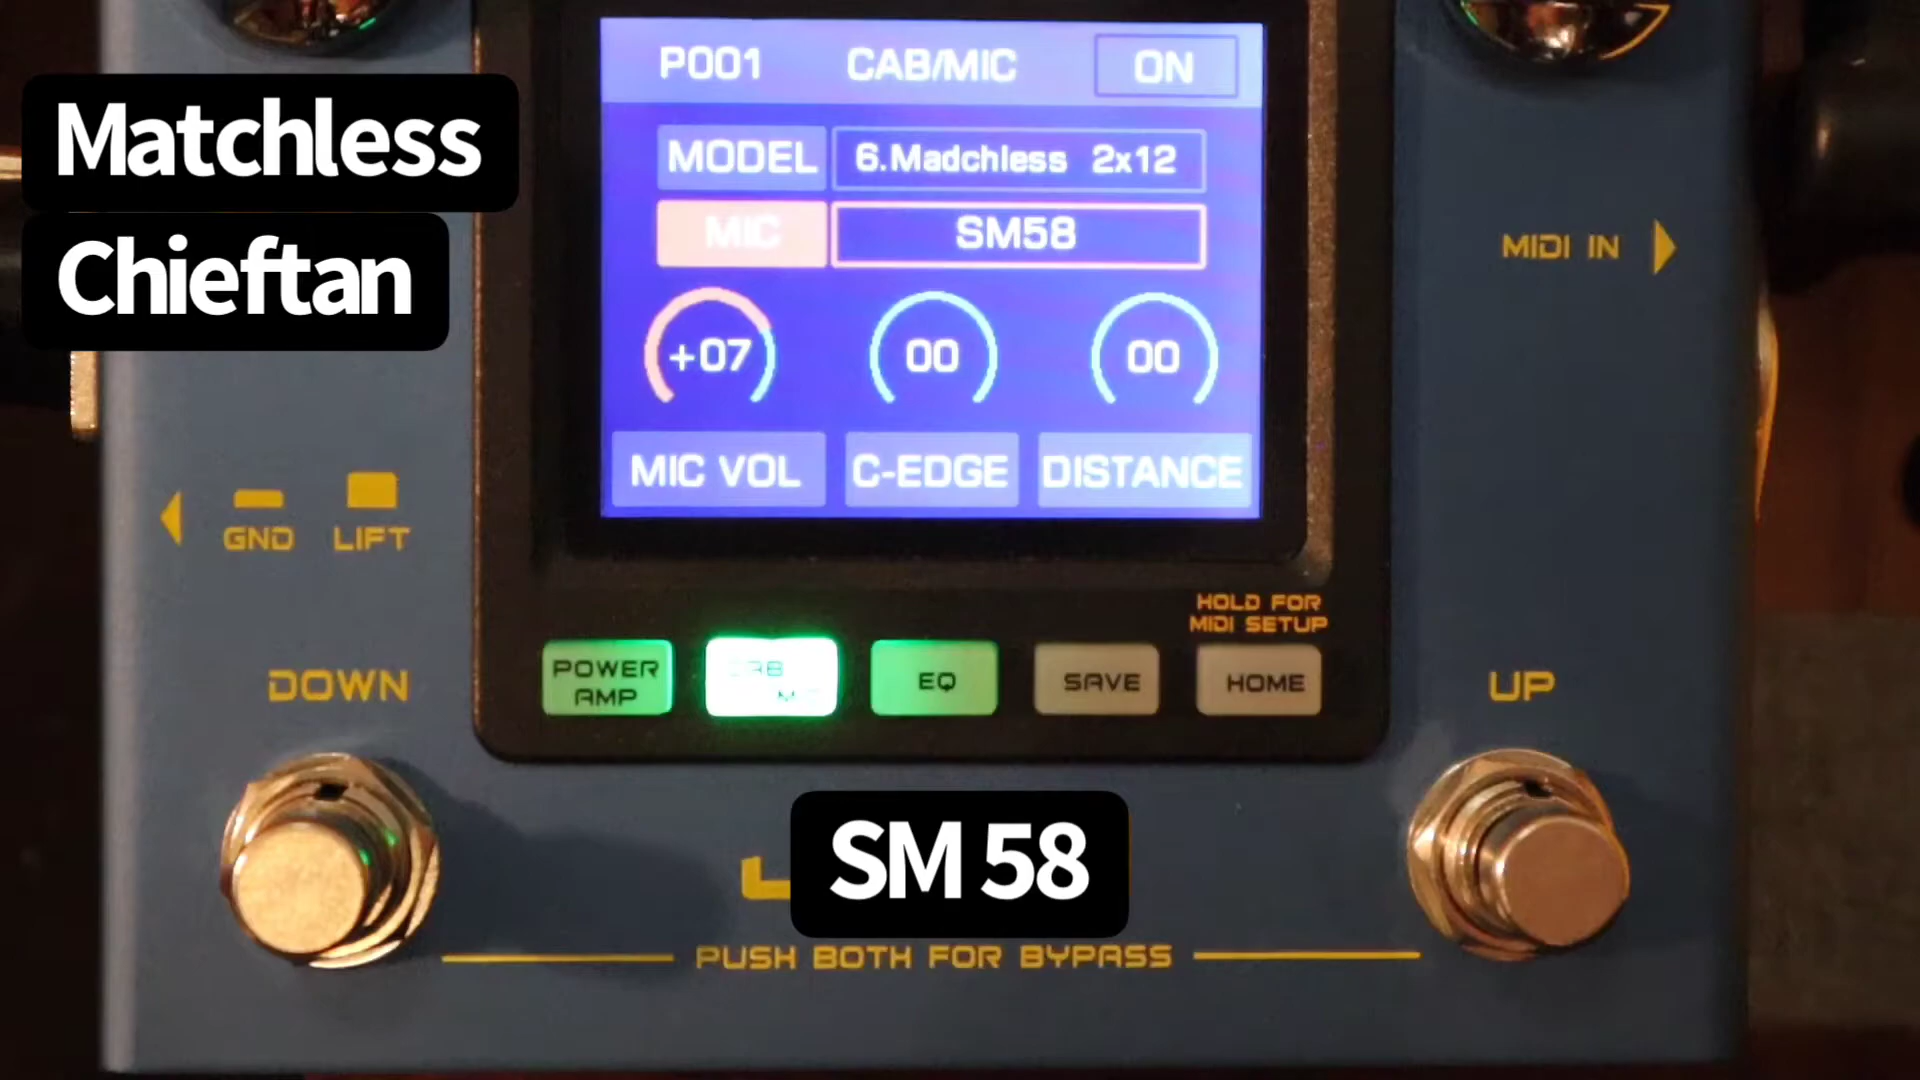 Matchless
Chieftan
P001 CAB/MIC ON
MODEL 6.Madchless 2x12
MIC SM58
+07 00 00
MIC VOL C-EDGE DISTANCE
MIDI IN
GND LIFT
HOLD FOR
MIDI SETUP
POWER
AMP
CAB
MIC
EQ
SAVE
HOME
DOWN
UP
SM 58
PUSH BOTH FOR BYPASS